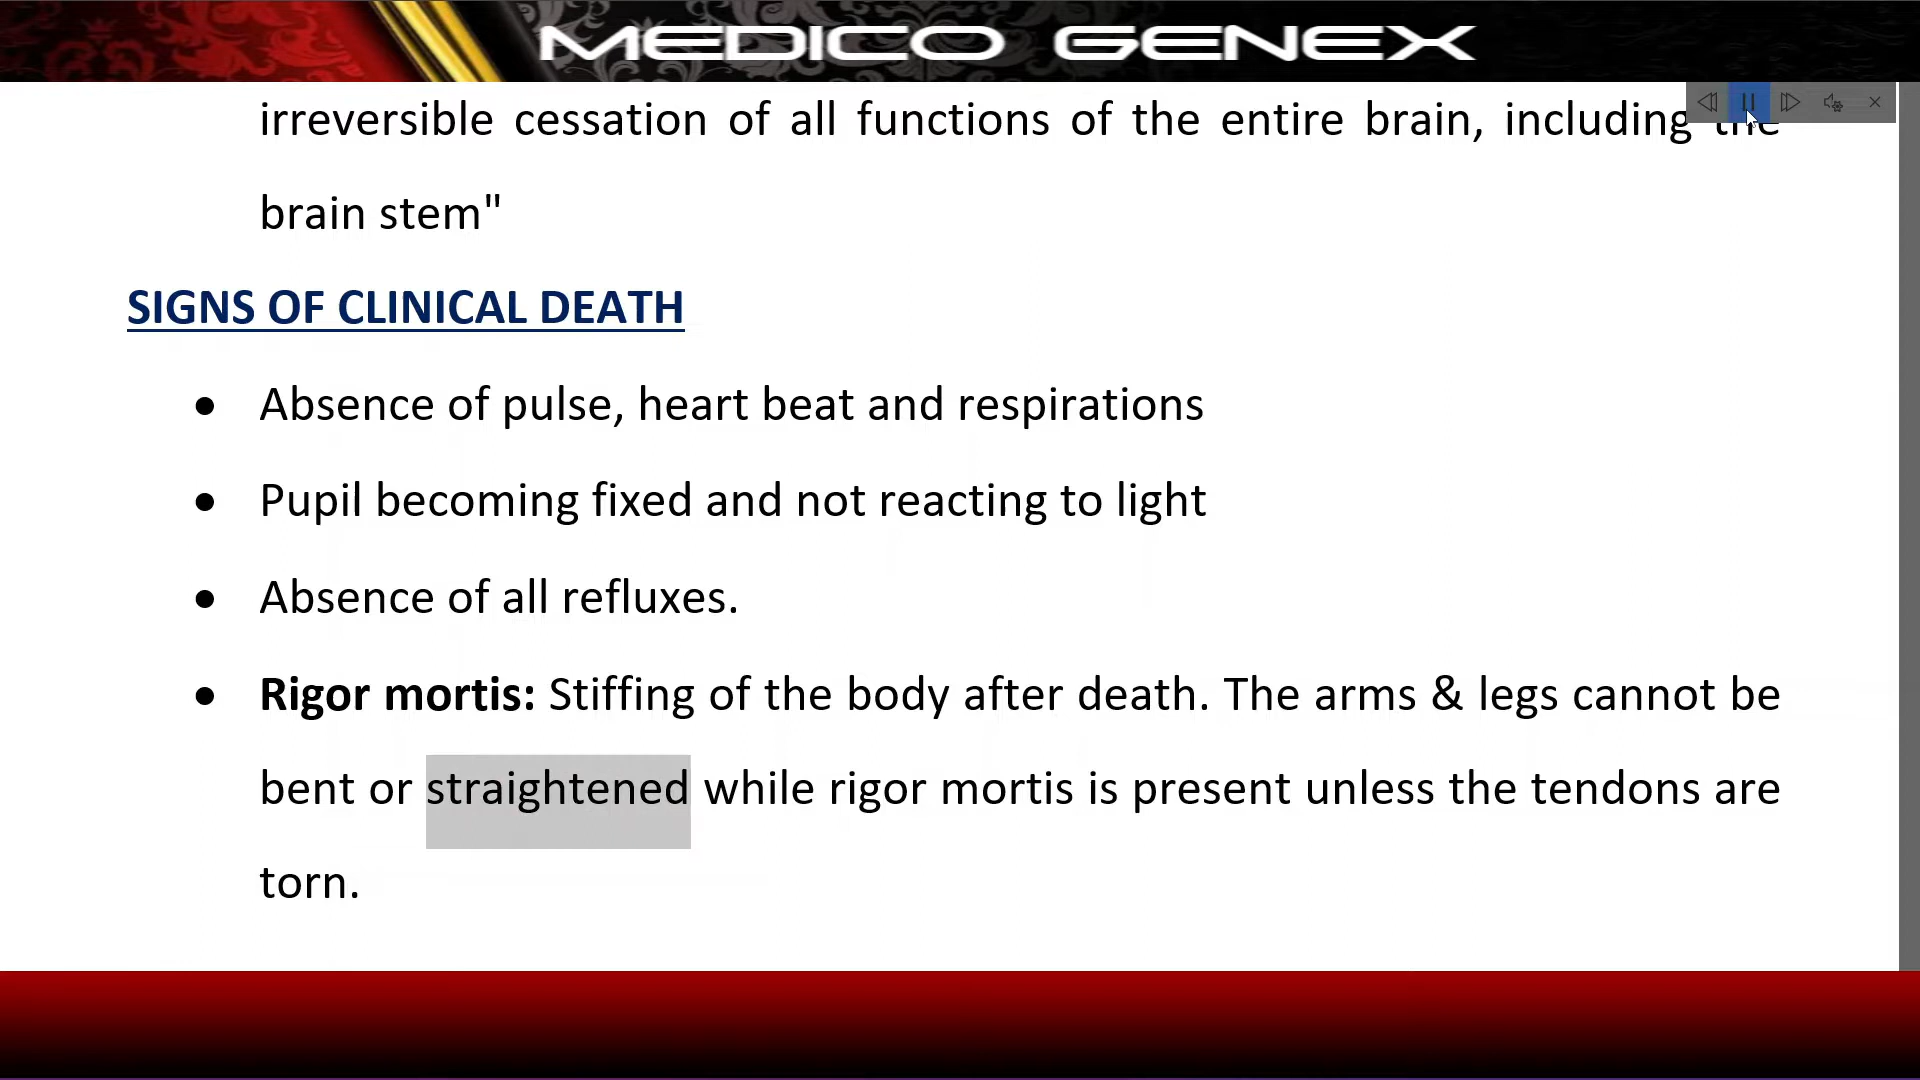 MEDICO GENEX
irreversible cessation of all functions of the entire brain, including the
brain stem"
SIGNS OF CLINICAL DEATH
• Absence of pulse, heart beat and respirations
• Pupil becoming fixed and not reacting to light
• Absence of all refluxes.
• Rigor mortis: Stiffing of the body after death. The arms & legs cannot be
bent or straightened while rigor mortis is present unless the tendons are
torn.